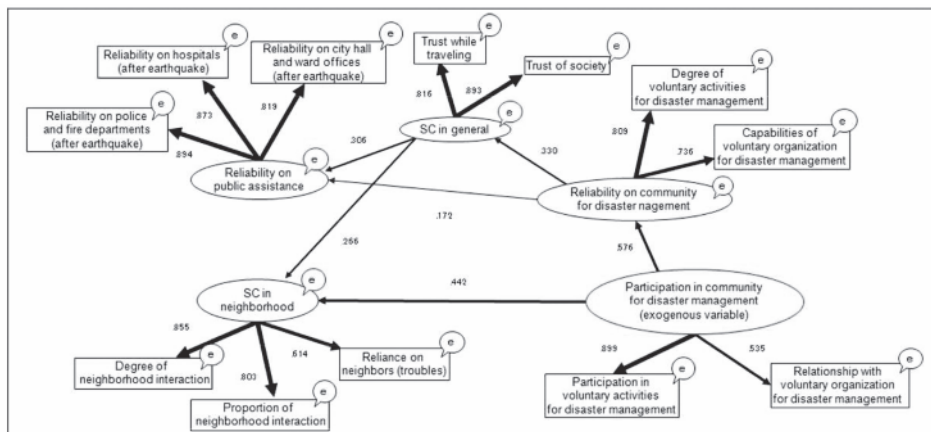 e
Reliability on hospitals
(after earthquake)
e
Reliability on city hall
and ward offices
(after earthquake)
e
Trust while
traveling
e
Trust of society
e
Degree of
voluntary activities
for disaster management
e
Reliability on police
and fire departments
(after earthquake)
e
Capabilities of
voluntary organization
for disaster management
.894
.873
.819
.816
.893
.809
.736
SC in general
e
.306
.330
Reliability on
public assistance
e
Reliability on community
for disaster nagement
e
.172
.266
.576
SC in
neighborhood
e
.442
Participation in community
for disaster management
(exogenous variable)
.855
.803
.614
.899
.535
Degree of
neighborhood interaction
e
Reliance on
neighbors (troubles)
e
Proportion of
neighborhood interaction
e
Participation in
voluntary activities
for disaster management
e
Relationship with
voluntary organization
for disaster management
e